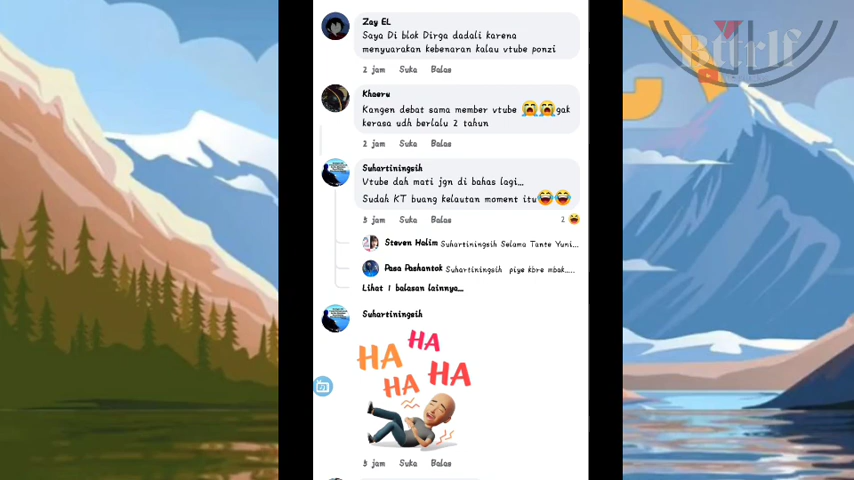 Bttrlf
Zay EL
Saya Di blok Dirga dadali karena
menyuarakan kebenaran kalau vtube ponzi
2 jam Suka Balas
Khaeru
Kangen debat sama member vtube 😭😭gak
kerasa udh berlalu 2 tahun
2 jam Suka Balas
Suhartiningsih
Vtube dah mati jgn di bahas lagi...
Sudah KT buang kelautan moment itu😂😂
3 jam Suka Balas 2
Steven Halim Suhartiningsih Selama Tante Yuni...
Pasa Pashantok Suhartiningsih piye kbre mbak.....
Lihat 1 balasan lainnya...
Suhartiningsih
HA HA
HA HA
3 jam Suka Balas